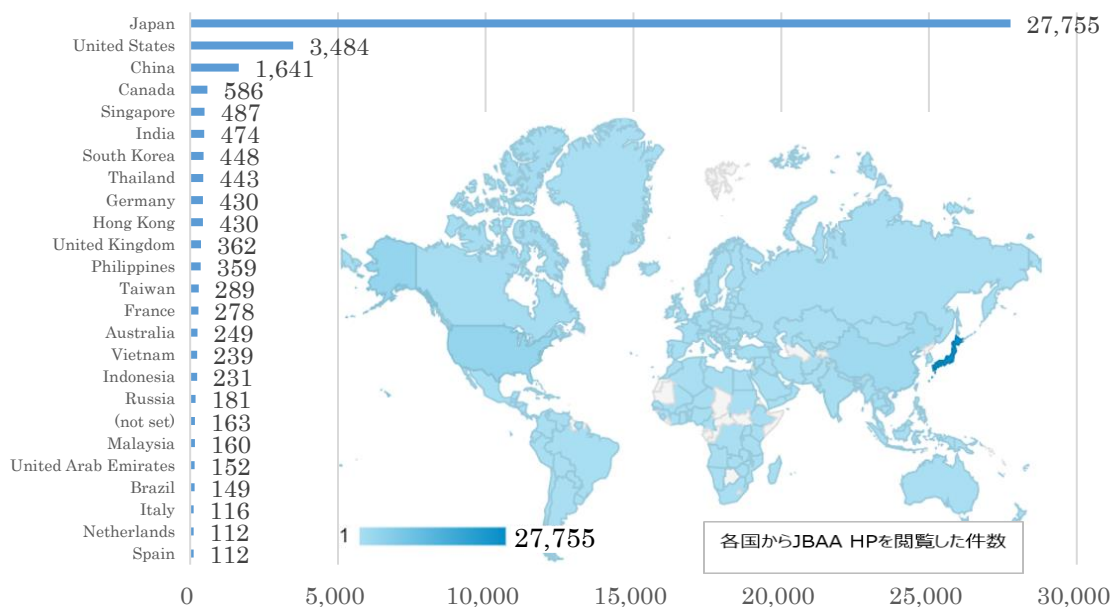 Japan 27,755
United States 3,484
China 1,641
Canada 586
Singapore 487
India 474
South Korea 448
Thailand 443
Germany 430
Hong Kong 430
United Kingdom 362
Philippines 359
Taiwan 289
France 278
Australia 249
Vietnam 239
Indonesia 231
Russia 181
(not set) 163
Malaysia 160
United Arab Emirates 152
Brazil 149
Italy 116
Netherlands 112
Spain 112
1 27,755
各国からJBAA HPを閲覧した件数
0 5,000 10,000 15,000 20,000 25,000 30,000